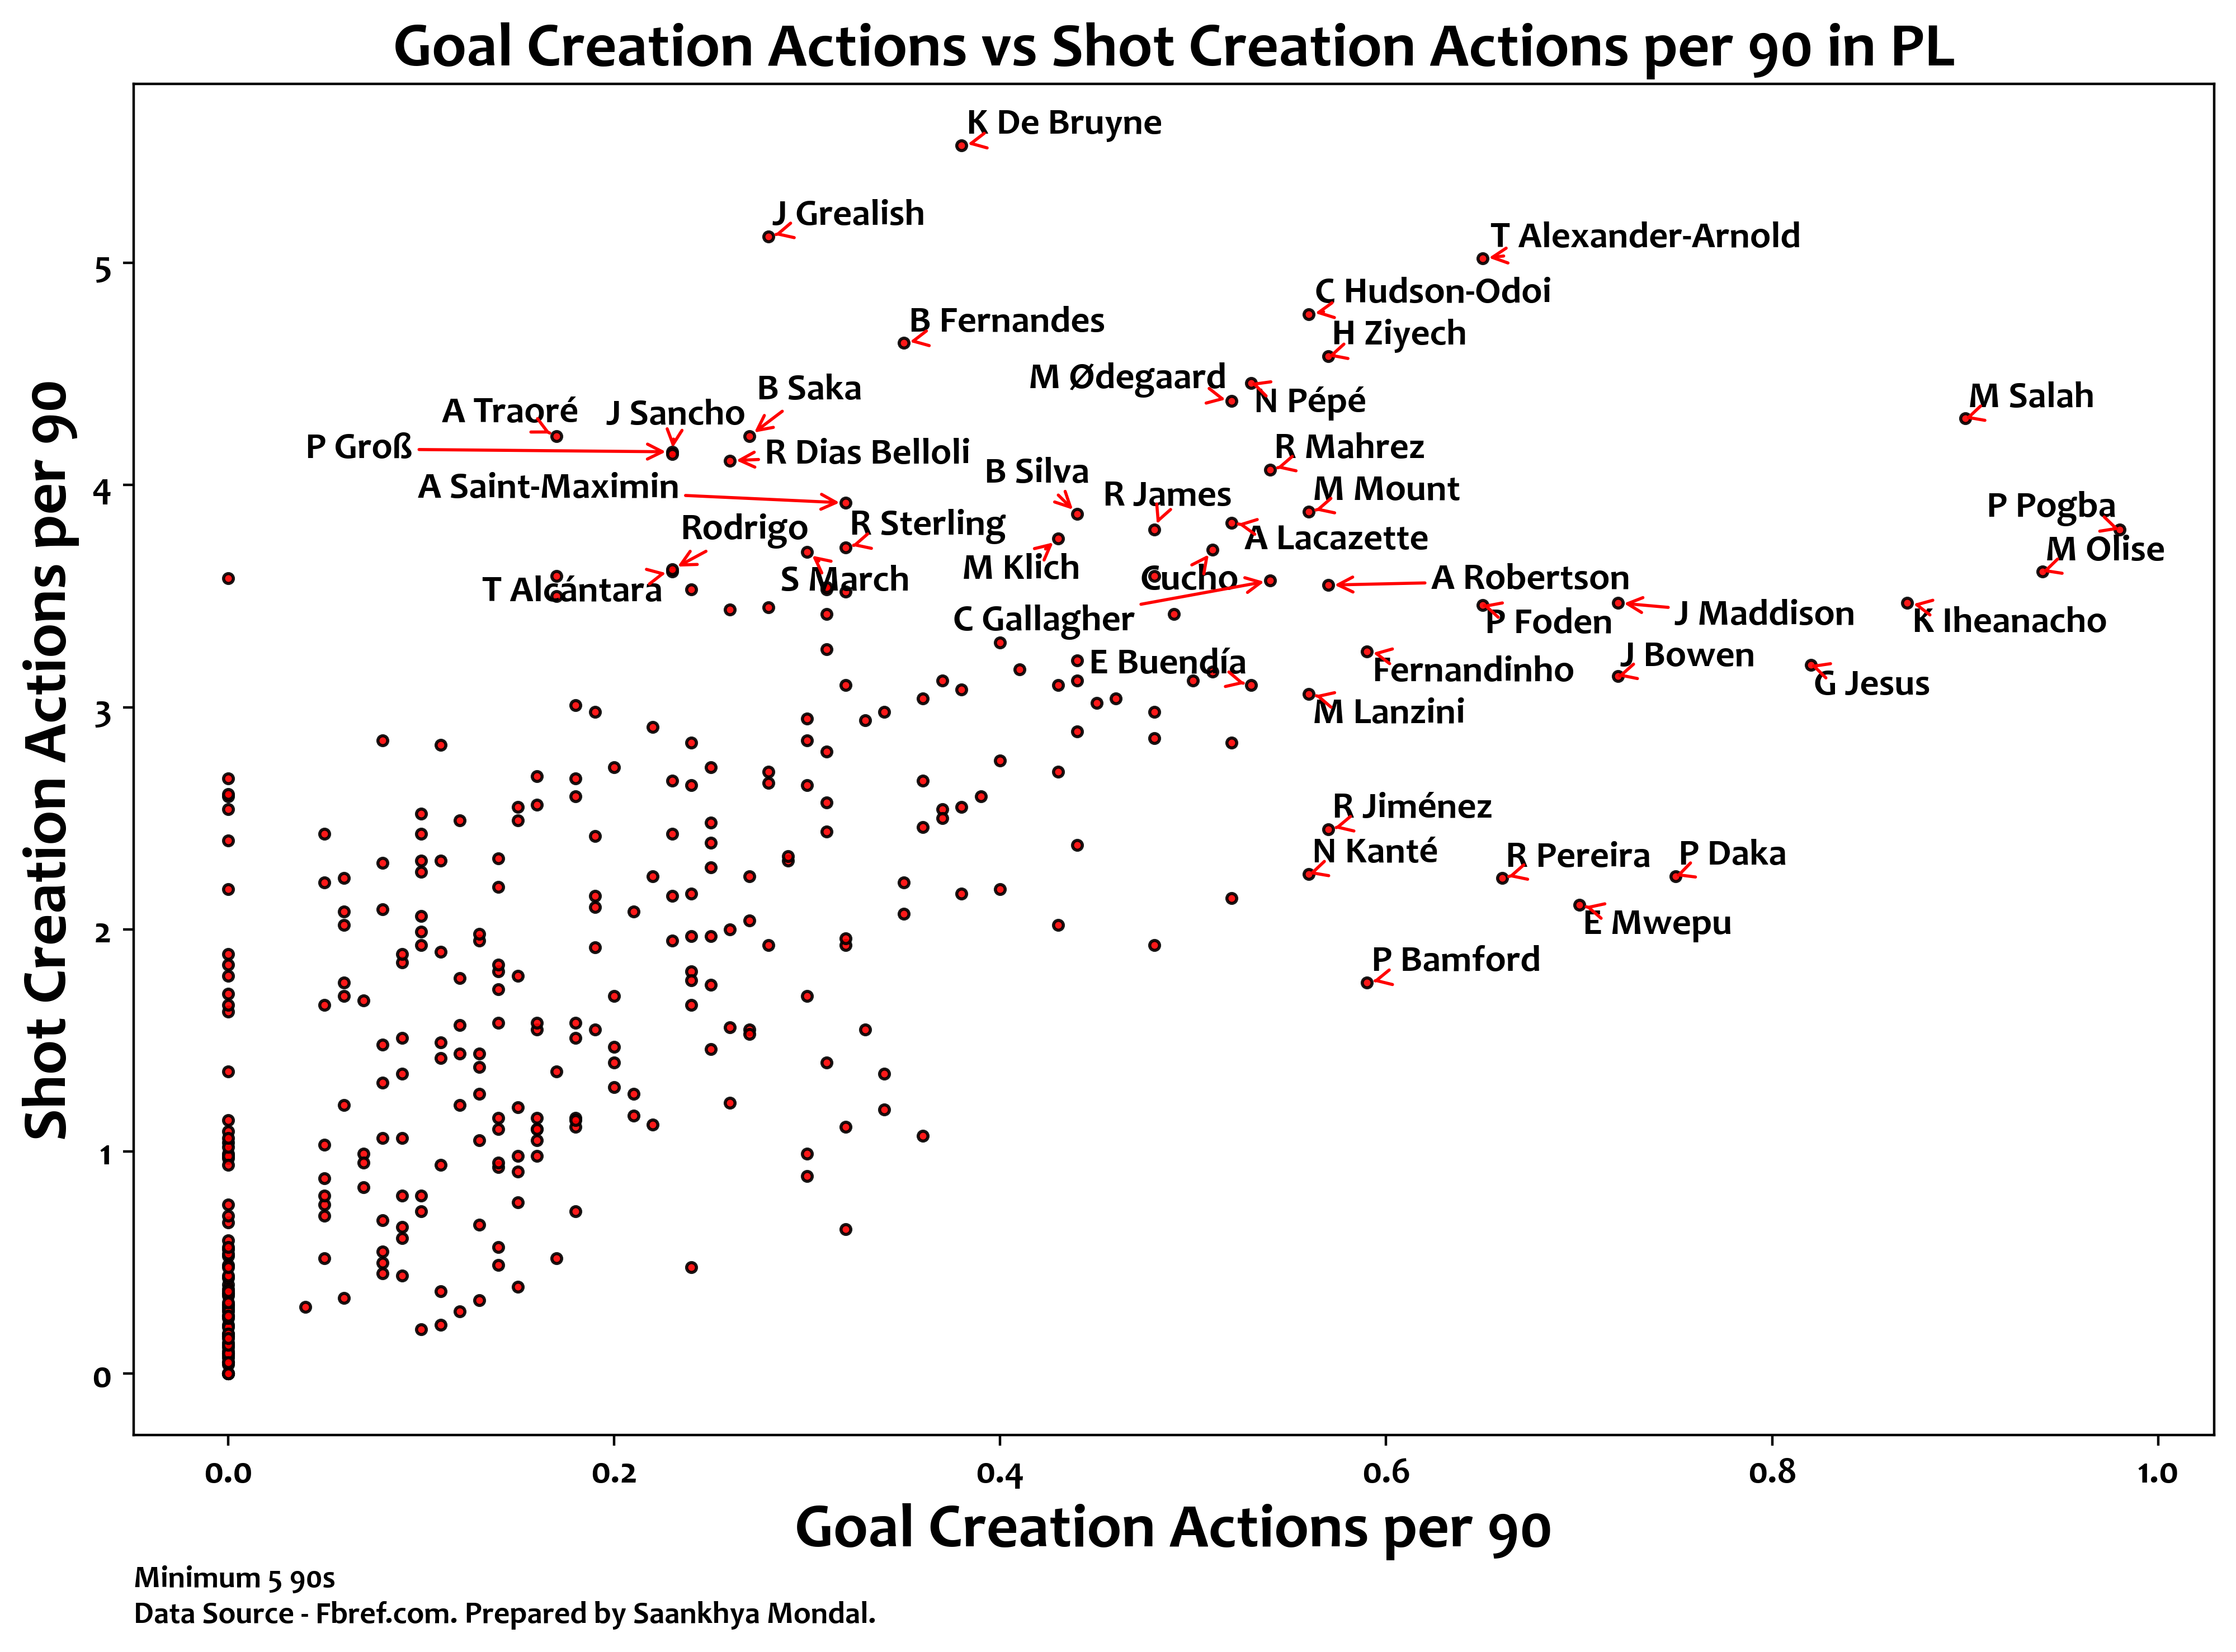 Goal Creation Actions vs Shot Creation Actions per 90 in PL
K De Bruyne
J Grealish
T Alexander-Arnold
C Hudson-Odoi
B Fernandes
H Ziyech
M Ødegaard
B Saka
N Pépé
M Salah
A Traoré
J Sancho
P Groß
R Dias Belloli
R Mahrez
B Silva
A Saint-Maximin
R James
M Mount
P Pogba
Rodrigo
R Sterling
A Lacazette
M Olise
M Klich
S March
Cucho
A Robertson
T Alcántara
C Gallagher
P Foden
J Maddison
K Iheanacho
E Buendía
Fernandinho
J Bowen
G Jesus
M Lanzini
R Jiménez
N Kanté
R Pereira
P Daka
E Mwepu
P Bamford
Shot Creation Actions per 90
5
4
3
2
1
0
0.0 0.2 0.4 0.6 0.8 1.0
Goal Creation Actions per 90
Minimum 5 90s
Data Source - Fbref.com. Prepared by Saankhya Mondal.